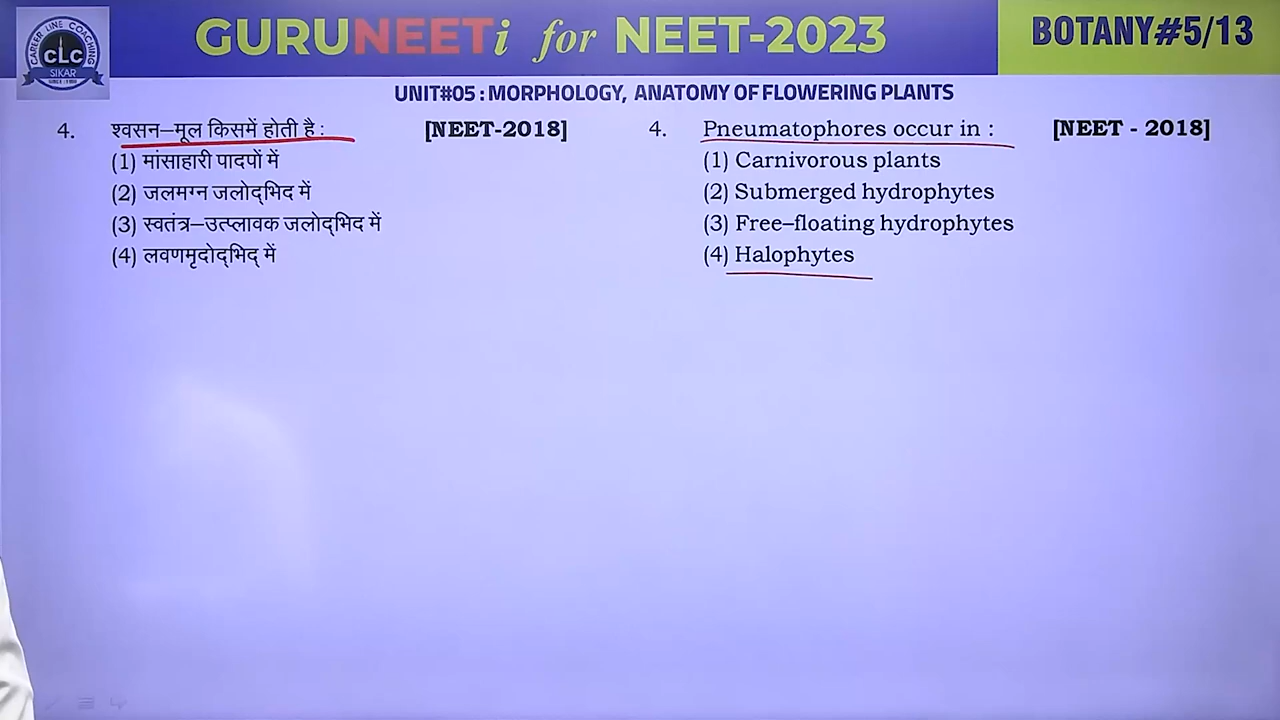 CAREER LINE COACHING
CLC
SIKAR
GURUNEETi for NEET-2023
BOTANY#5/13
UNIT#05 : MORPHOLOGY, ANATOMY OF FLOWERING PLANTS
4. श्वसन–मूल किसमें होती है : [NEET-2018]
(1) मांसाहारी पादपों में
(2) जलमग्न जलोद्भिद में
(3) स्वतंत्र–उत्प्लावक जलोद्भिद में
(4) लवणमृदोद्भिद् में
4. Pneumatophores occur in : [NEET - 2018]
(1) Carnivorous plants
(2) Submerged hydrophytes
(3) Free–floating hydrophytes
(4) Halophytes